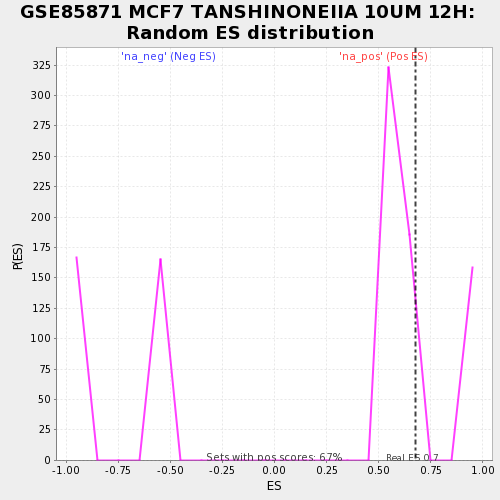 GSE85871 MCF7 TANSHINONEIIA 10UM 12H:
Random ES distribution
'na_neg' (Neg ES) 'na_pos' (Pos ES)
325
300
275
250
225
200
175
150
125
100
75
50
25
0
P(ES)
Sets with pos scores: 67% Real ES 0.7
-1.00 -0.75 -0.50 -0.25 0.00 0.25 0.50 0.75 1.00
ES